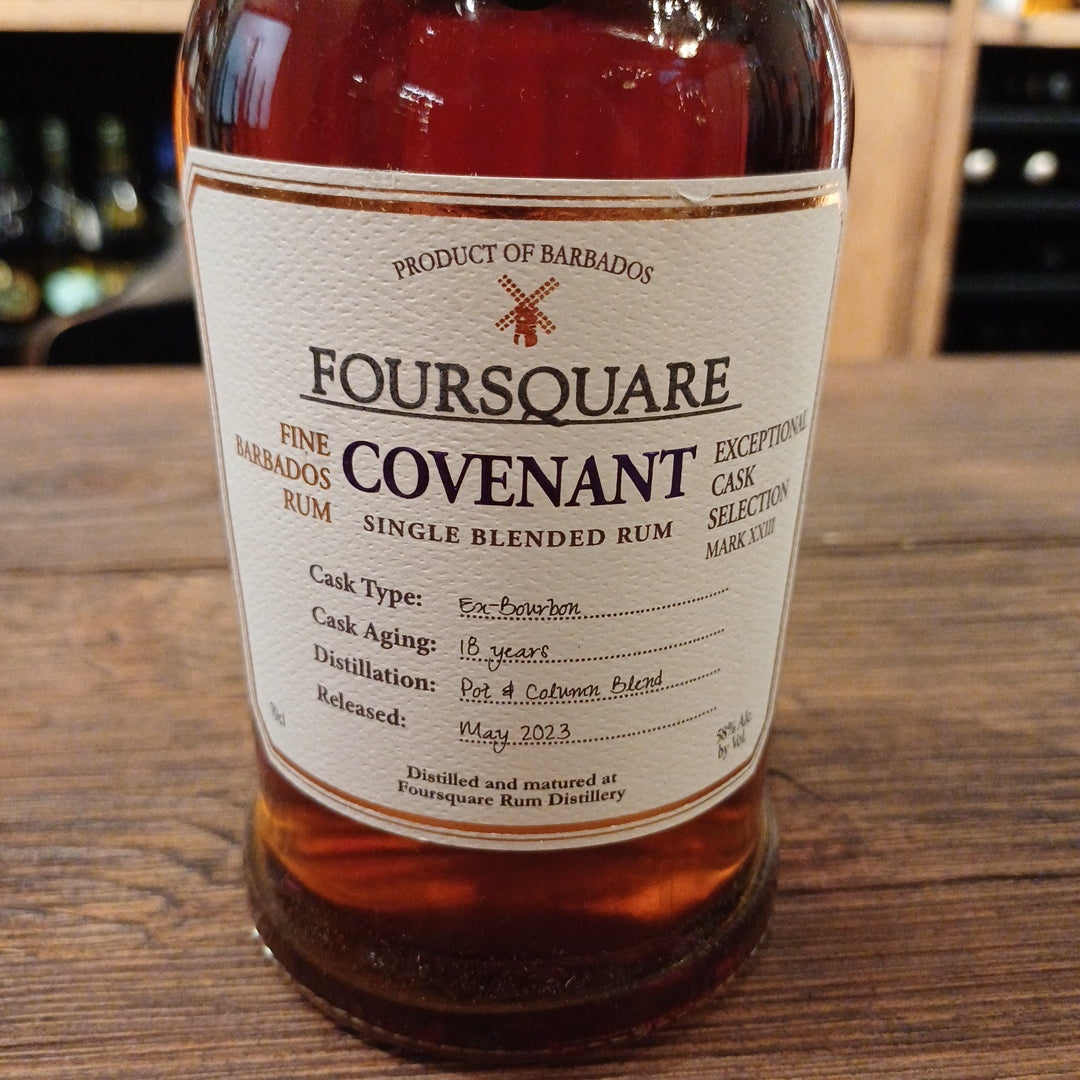 PRODUCT OF BARBADOS
FOURSQUARE
FINE
BARBADOS
RUM
COVENANT
SINGLE BLENDED RUM
EXCEPTIONAL
CASK
SELECTION
MARK XXIII
Cask Type: Ex-Bourbon
Cask Aging: 18 years
Distillation: Pot & Column Blend
Released: May 2023
70cl
58% Alc.
by Vol.
Distilled and matured at
Foursquare Rum Distillery